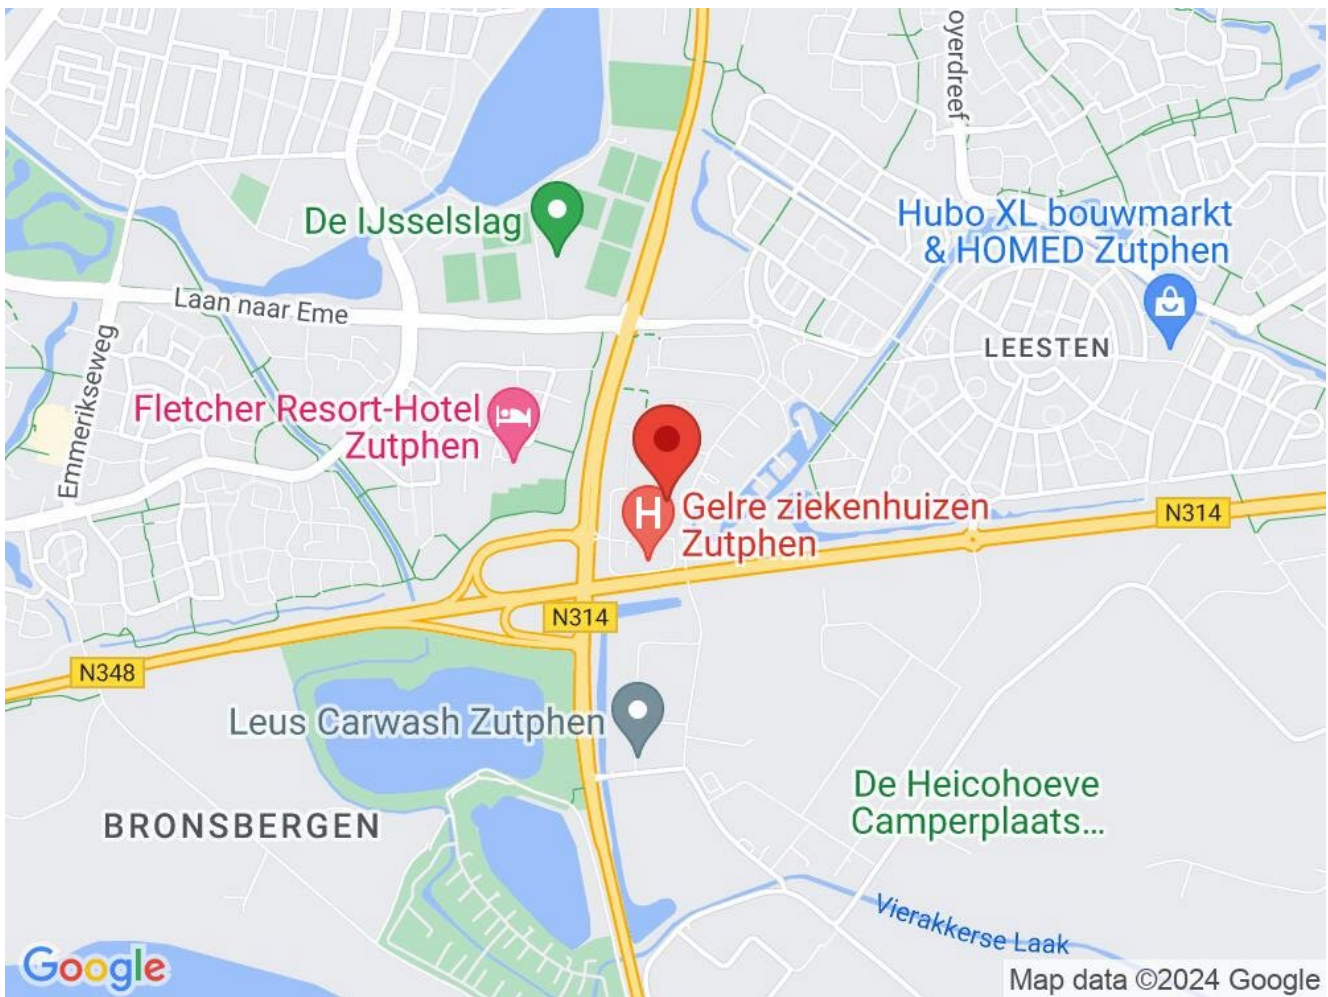 oyerdreef
De IJsselslag
Hubo XL bouwmarkt
& HOMED Zutphen
Laan naar Eme
LEESTEN
Emmerikseweg
Fletcher Resort-Hotel
Zutphen
H
Gelre ziekenhuizen
Zutphen
N314
N314
N348
Leus Carwash Zutphen
De Heicohoeve
Camperplaats...
BRONSBERGEN
Vierakkerse Laak
Google
Map data ©2024 Google